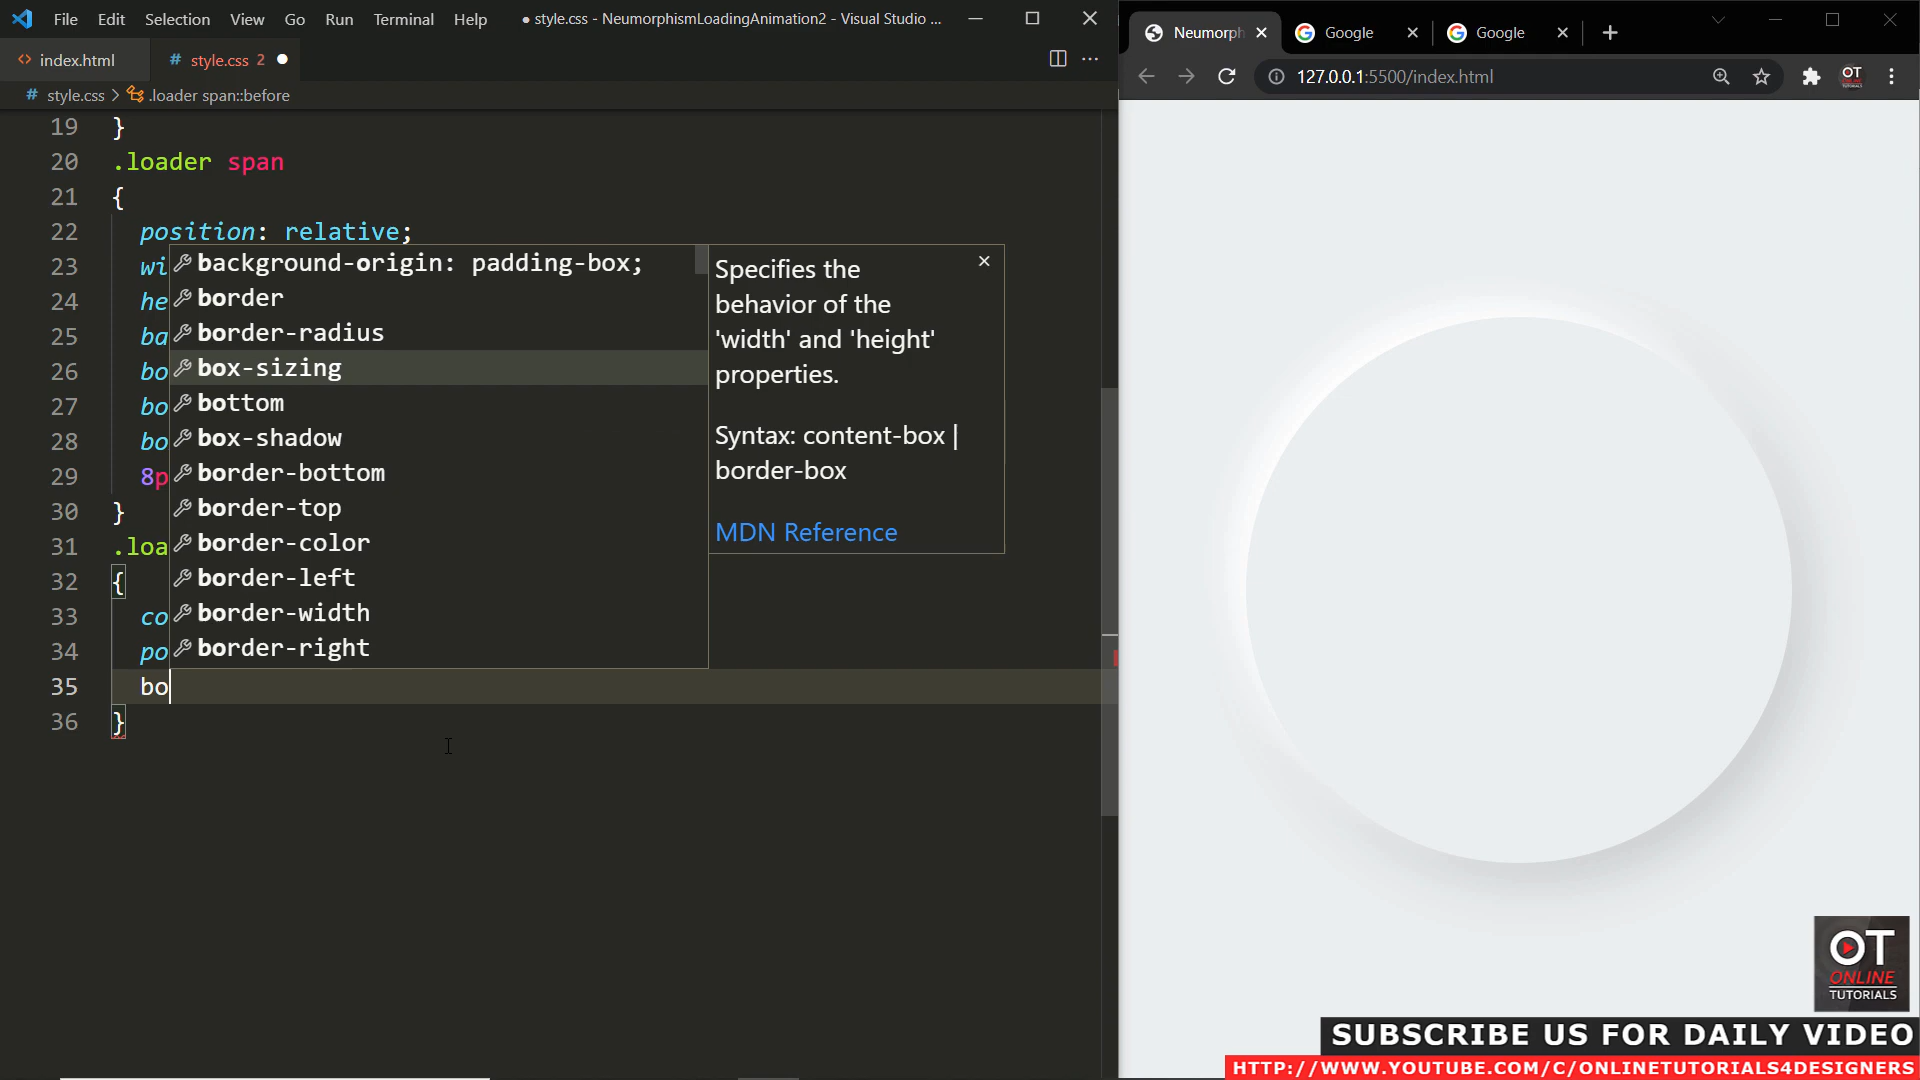 File Edit Selection View Go Run Terminal Help ● style.css - NeumorphismLoadingAnimation2 - Visual Studio ...
index.html # style.css 2
# style.css > .loader span::before
19 }
20 .loader span
21 {
22 position: relative;
23 wi
24 he
25 ba
26 bo
27 bo
28 bo
29 8p
30 }
31 .loa
32 {
33 co
34 po
35 bo
36 }
background-origin: padding-box;
border
border-radius
box-sizing
bottom
box-shadow
border-bottom
border-top
border-color
border-left
border-width
border-right
Specifies the
behavior of the
'width' and 'height'
properties.
Syntax: content-box |
border-box
MDN Reference
Neumorph Google Google
127.0.0.1:5500/index.html
OT
ONLINE
TUTORIALS
SUBSCRIBE US FOR DAILY VIDEO
HTTP://WWW.YOUTUBE.COM/C/ONLINETUTORIALS4DESIGNERS